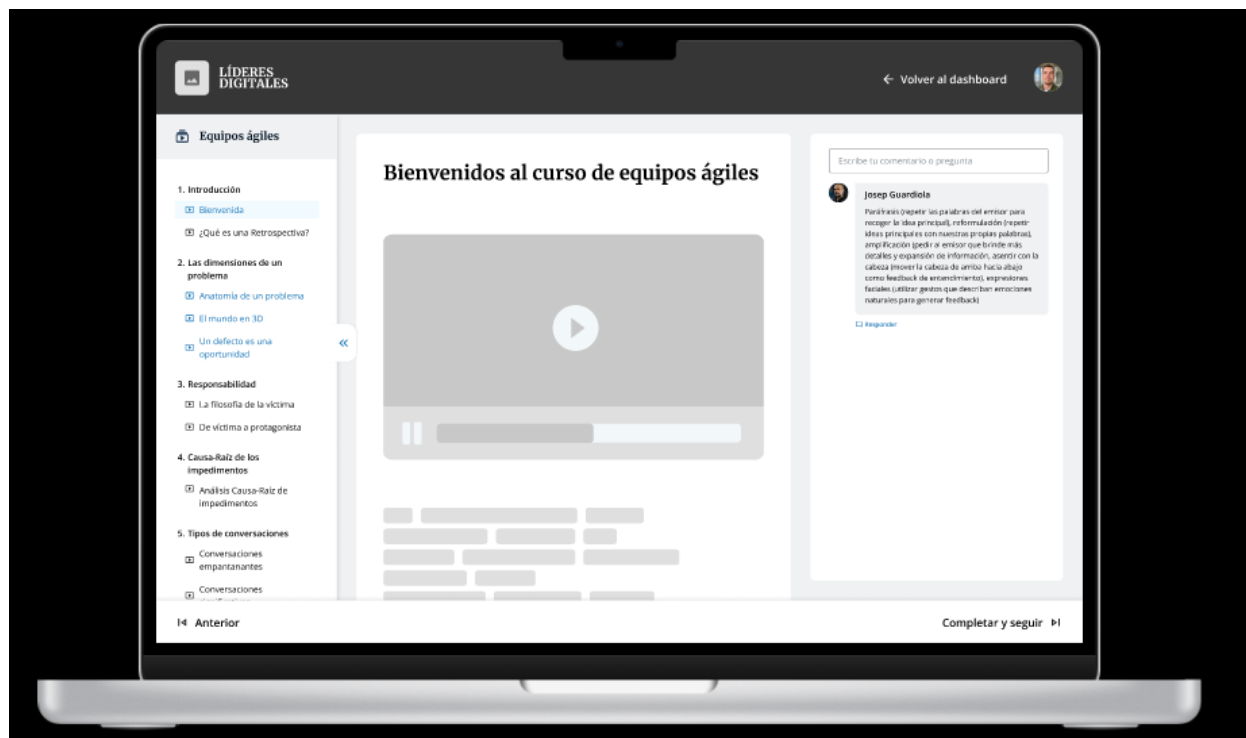 LÍDERES
DIGITALES
Volver al dashboard
Equipos ágiles
1. Introducción
Bienvenida
¿Qué es una Retrospectiva?
2. Las dimensiones de un
problema
Anatomía de un problema
El mundo en 3D
Un defecto es una
oportunidad
3. Responsabilidad
La filosofía de la víctima
De víctima a protagonista
4. Causa-Raíz de los
impedimentos
Análisis Causa-Raíz de
impedimentos
5. Tipos de conversaciones
Conversaciones
empantanantes
Conversaciones
Bienvenidos al curso de equipos ágiles
Escribe tu comentario o pregunta
Josep Guardiola
Paráfrasis (repetir las palabras del emisor para
recoger la idea principal), reformulación (repetir
ideas principales con nuestras propias palabras),
amplificación (pedir al emisor que brinde más
detalles y expansión de información, asentir con la
cabeza (mover la cabeza de arriba hacia abajo
como feedback de entendimiento), expresiones
faciales (utilizar gestos que describan emociones
naturales para generar feedback)
Responder
Anterior
Completar y seguir